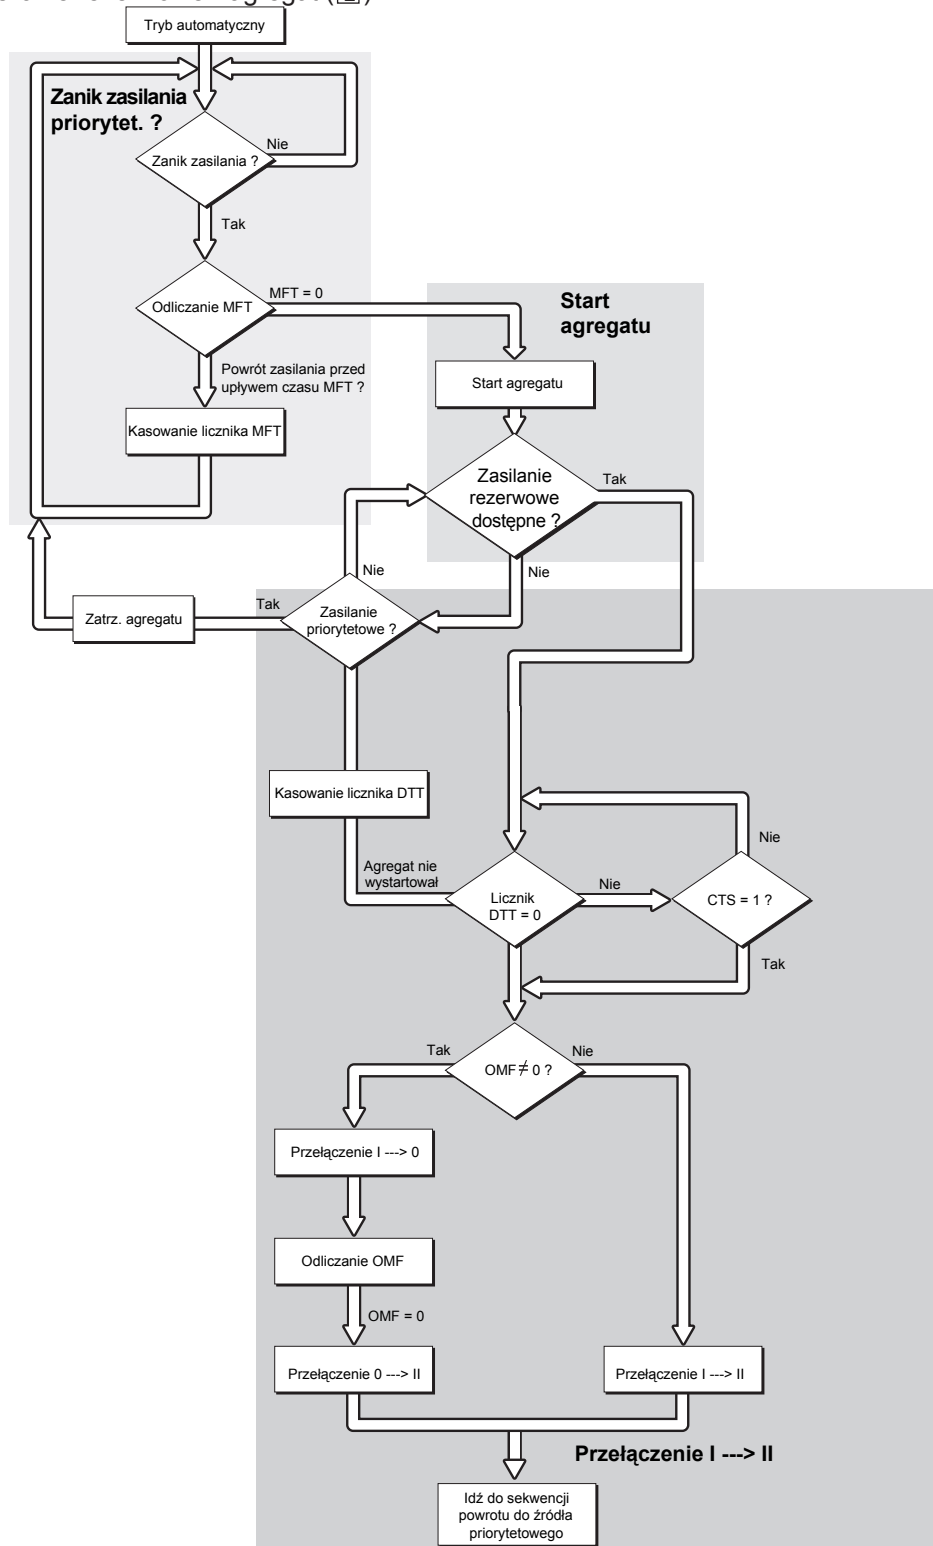 Tryb automatyczny
Zanik zasilania
priorytet. ?
Nie
Zanik zasilania ?
Tak
Odliczanie MFT
MFT = 0
Start
agregatu
Powrót zasilania przed
upływem czasu MFT ?
Start agregatu
Kasowanie licznika MFT
Zasilanie
rezerwowe
dostępne ?
Tak
Nie
Nie
Tak
Zasilanie
priorytetowe ?
Zatrz. agregatu
Kasowanie licznika DTT
Nie
Agregat nie
wystartował
Licznik
DTT = 0
Nie
CTS = 1 ?
Tak
Tak
Nie
OMF ≠ 0 ?
Przełączenie I ---> 0
Odliczanie OMF
OMF = 0
Przełączenie 0 ---> II
Przełączenie I ---> II
Przełączenie I ---> II
Idź do sekwencji
powrotu do źródła
priorytetowego